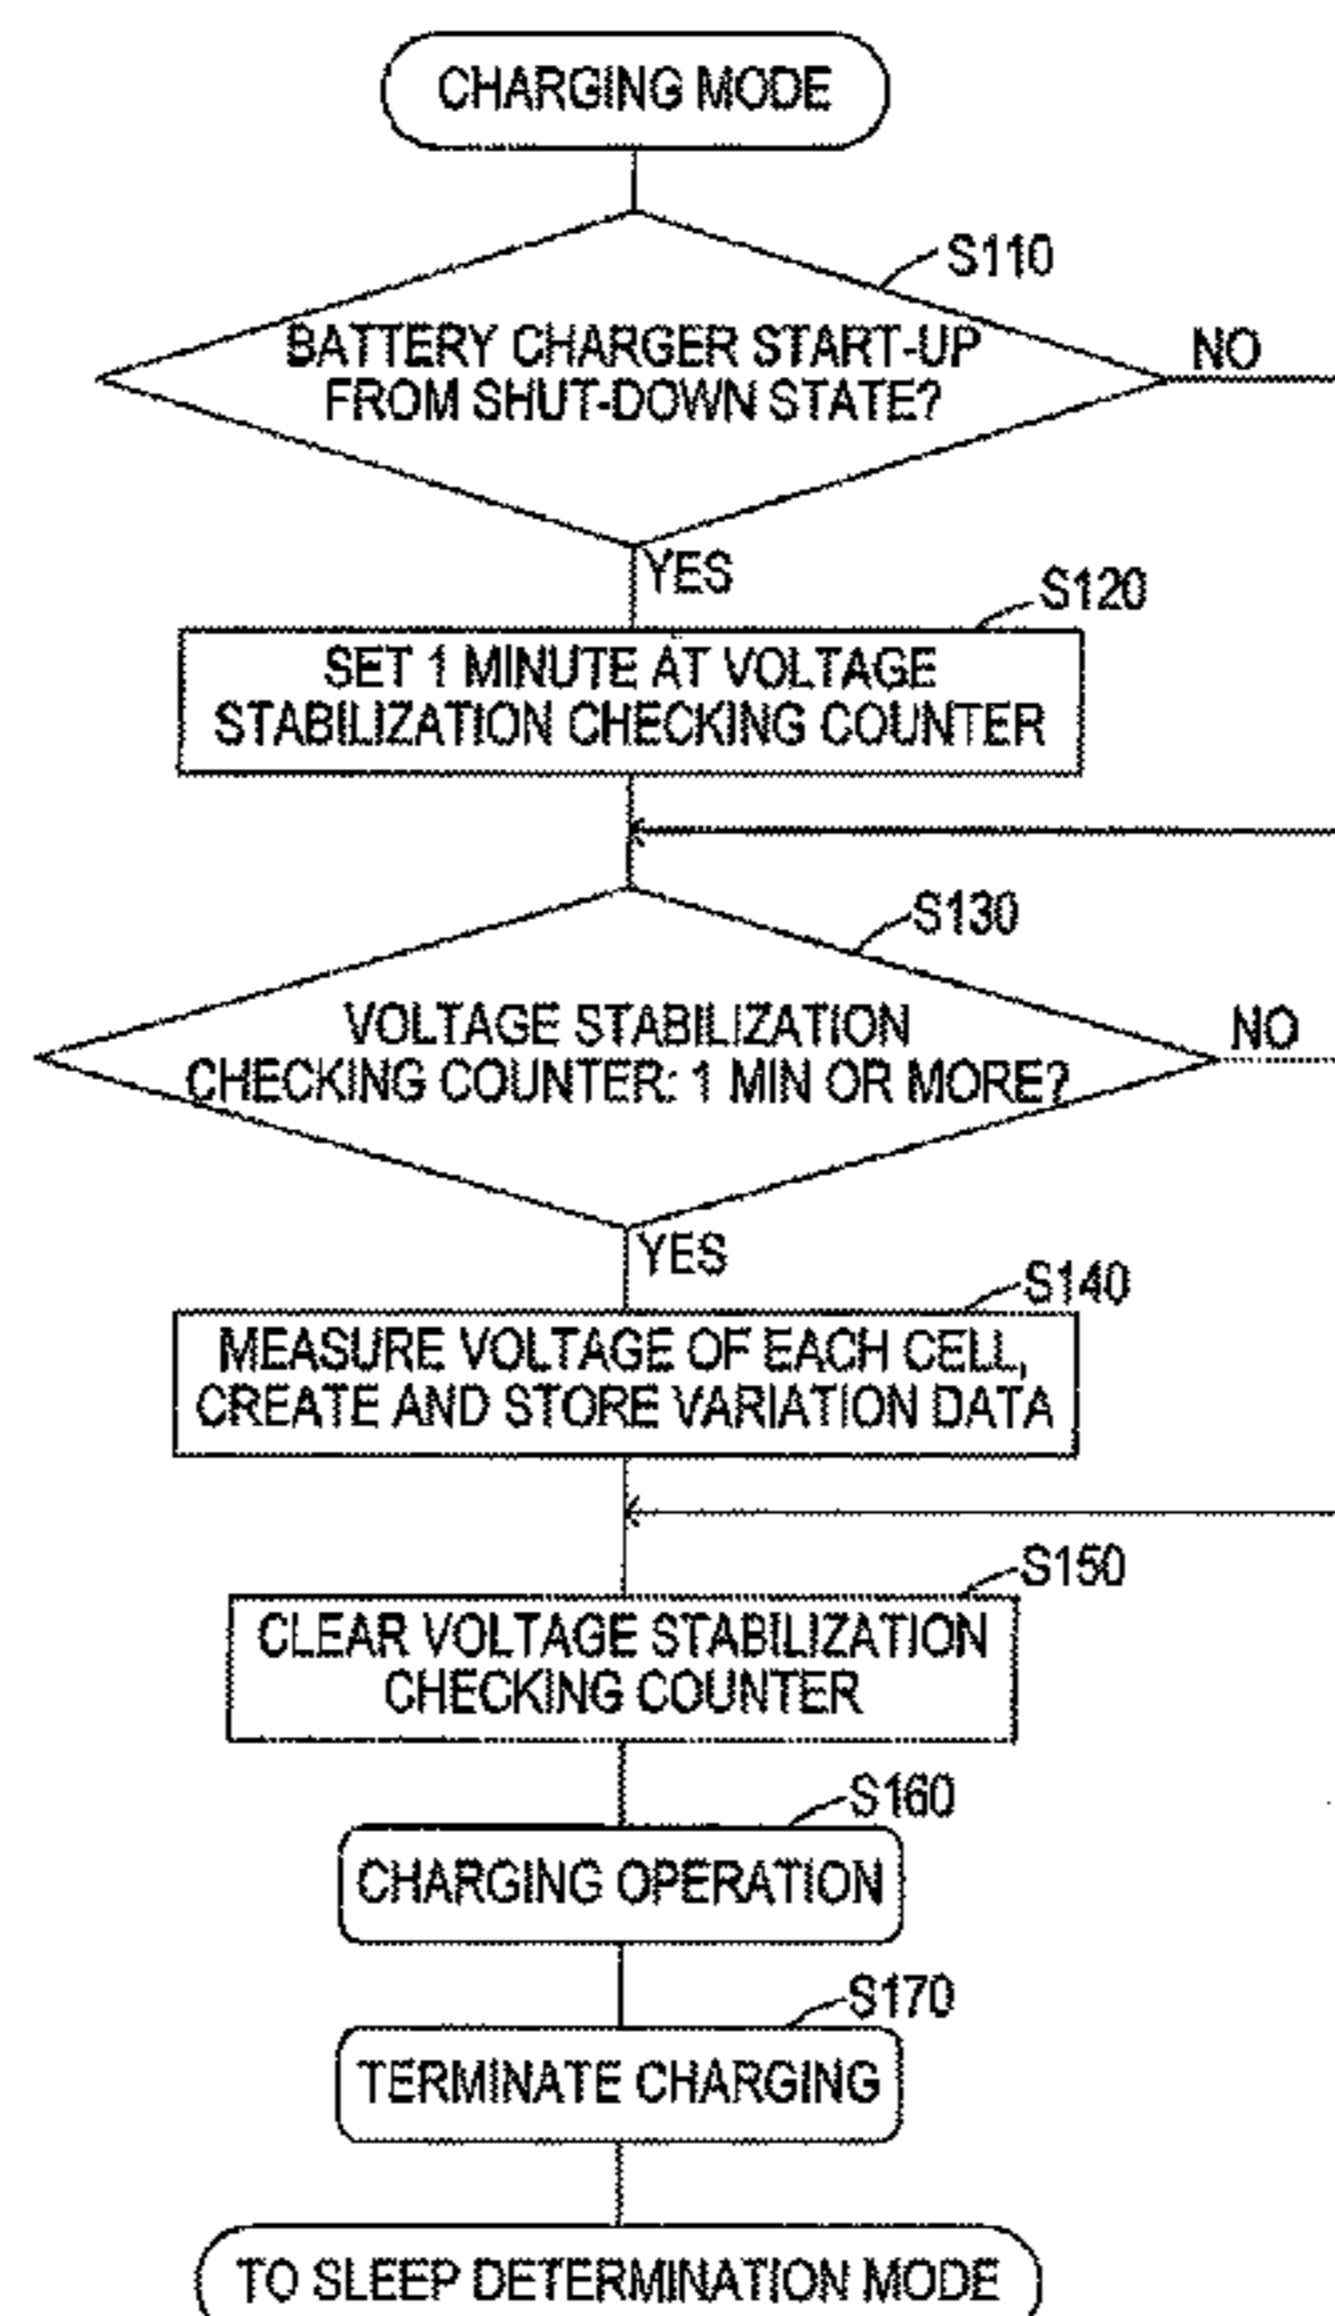 CHARGING MODE
S110
BATTERY CHARGER START-UP
FROM SHUT-DOWN STATE?
NO
YES
S120
SET 1 MINUTE AT VOLTAGE
STABILIZATION CHECKING COUNTER
S130
VOLTAGE STABILIZATION
CHECKING COUNTER: 1 MIN OR MORE?
NO
YES
S140
MEASURE VOLTAGE OF EACH CELL,
CREATE AND STORE VARIATION DATA
S150
CLEAR VOLTAGE STABILIZATION
CHECKING COUNTER
S160
CHARGING OPERATION
S170
TERMINATE CHARGING
TO SLEEP DETERMINATION MODE